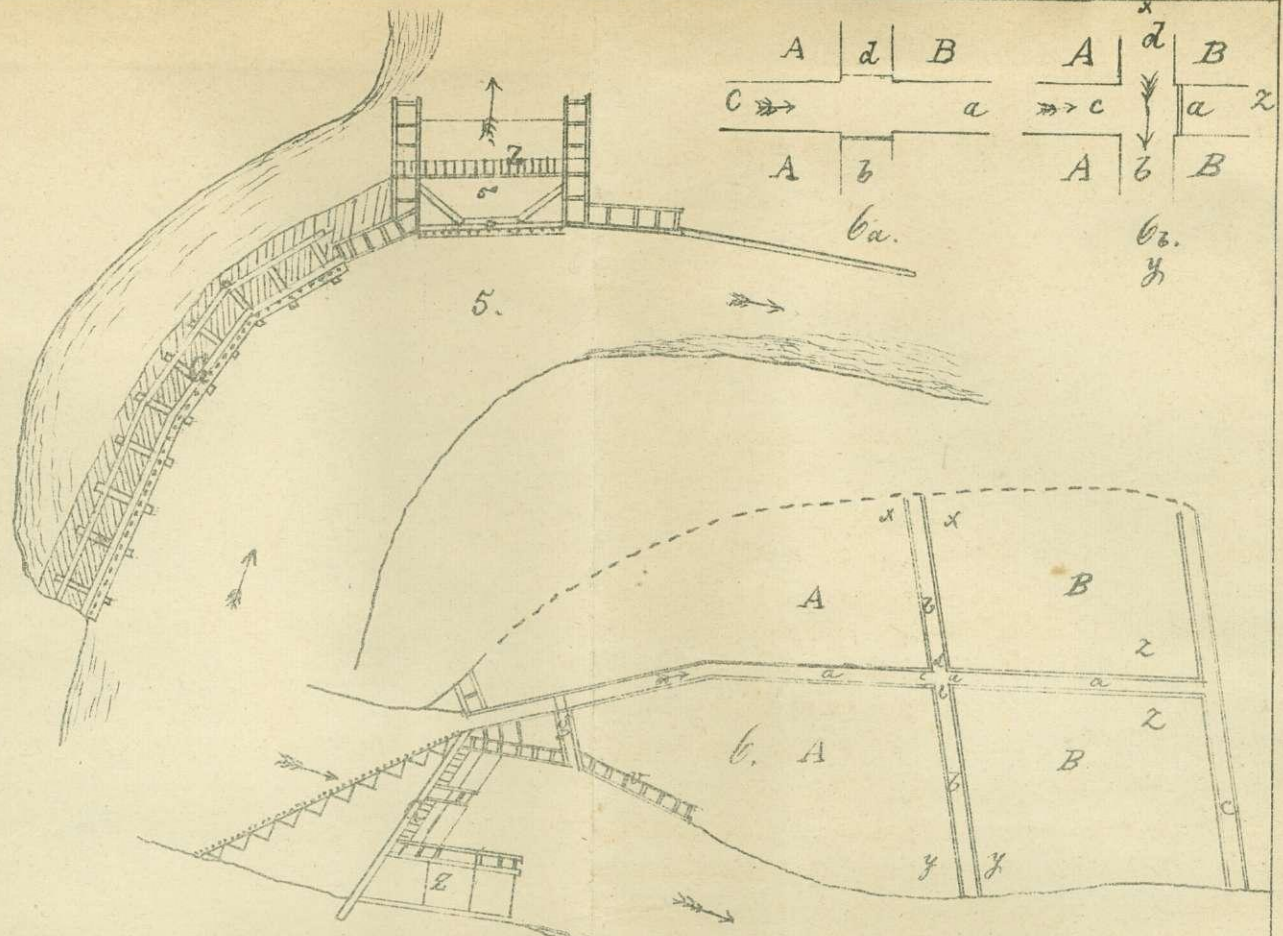 x
A d B A d B
C a c a z
A b A b B
6a. 6b.
y
z
5.
x x
A B
b
z
d
a c a a
b z
6. A B
b
c
y y
z